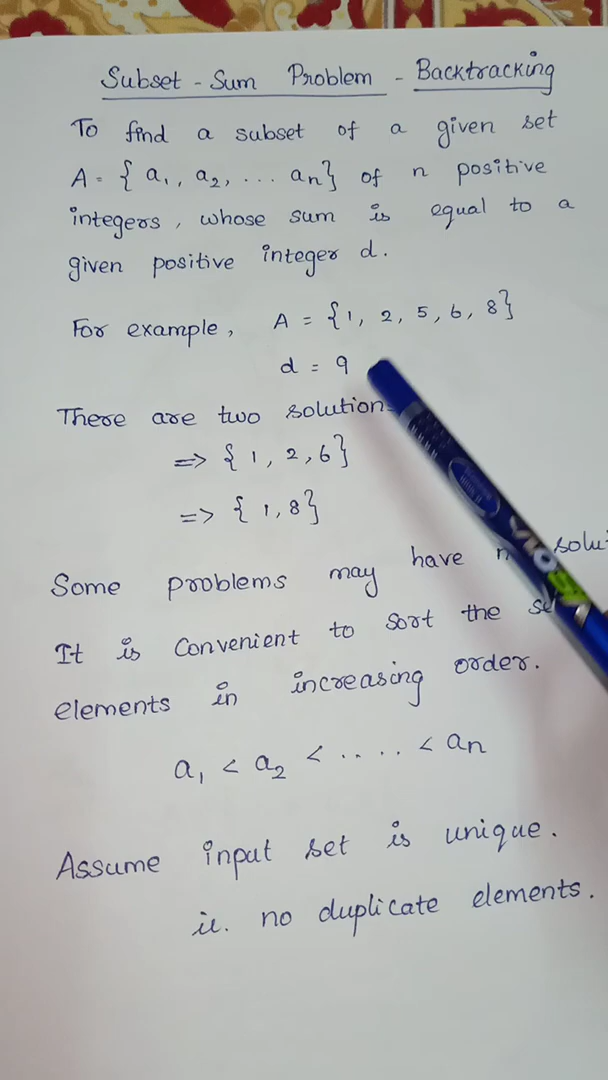 Subset - Sum Problem - Backtracking
To find a subset of a given set
A = { a1, a2, ... an} of n positive
integers, whose sum is equal to a
given positive integer d.
For example, A = {1, 2, 5, 6, 8}
d = 9
There are two solution
=> { 1, 2, 6}
=> { 1, 8}
Some problems may have
It is convenient to sort the
elements in increasing order.
a1 < a2 < .... < an
Assume input set is unique.
ie. no duplicate elements.